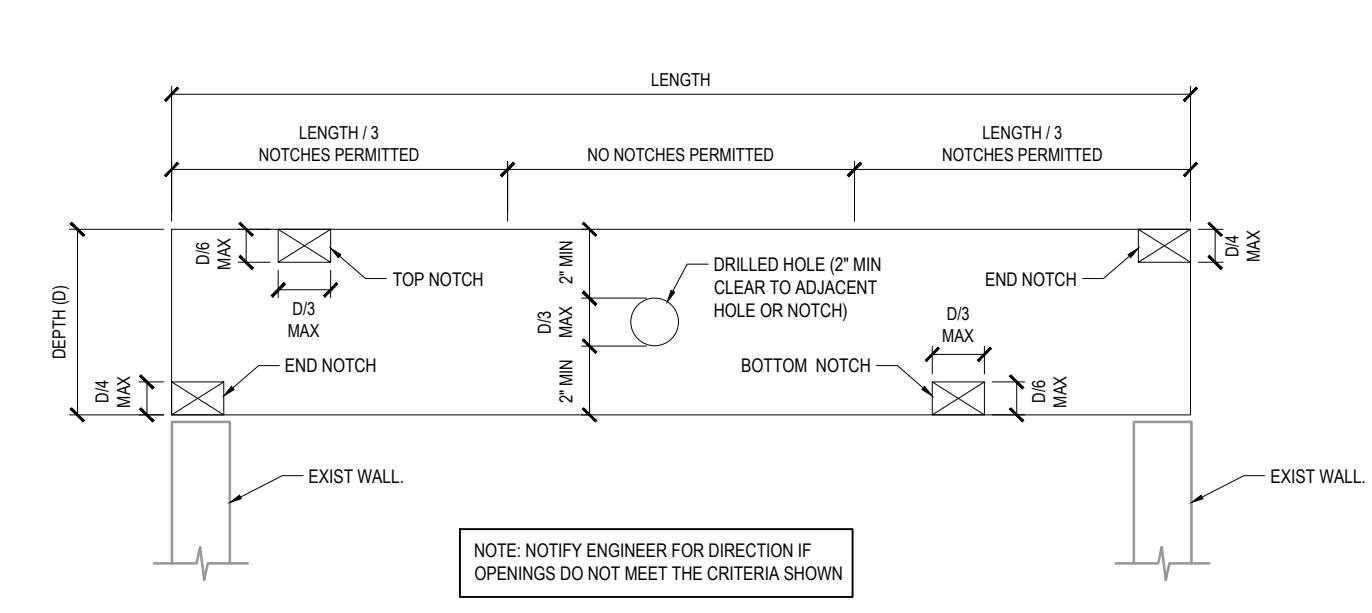 LENGTH
LENGTH / 3
NOTCHES PERMITTED
NO NOTCHES PERMITTED
LENGTH / 3
NOTCHES PERMITTED
DEPTH (D)
D/6
MAX
TOP NOTCH
D/3
MAX
D/4
MAX
END NOTCH
2" MIN
D/3
MAX
2" MIN
DRILLED HOLE (2" MIN
CLEAR TO ADJACENT
HOLE OR NOTCH)
END NOTCH
D/4
MAX
D/3
MAX
BOTTOM NOTCH
D/6
MAX
EXIST WALL.
EXIST WALL.
NOTE: NOTIFY ENGINEER FOR DIRECTION IF
OPENINGS DO NOT MEET THE CRITERIA SHOWN